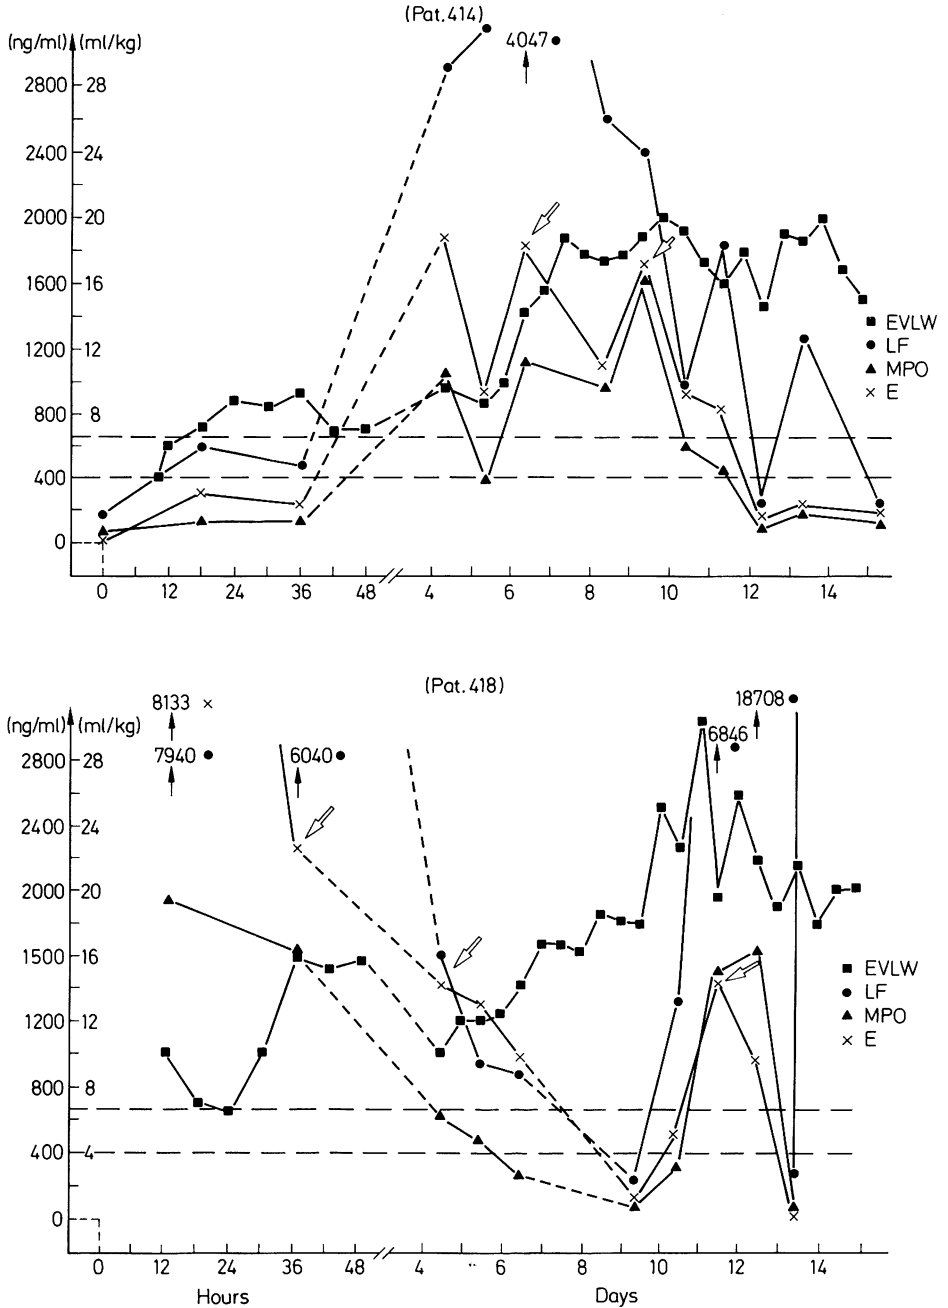 (Pat. 414)
(ng/ml) (ml/kg)
4047
2800 28
2400 24
2000 20
1600 16
1200 12
800 8
400
0
EVLW
LF
MPO
E
0 12 24 36 48 4 6 8 10 12 14
(Pat. 418)
8133
18708
(ng/ml) (ml/kg)
6846
7940 6040
2800 28
2400 24
2000 20
1500 16
1200 12
800 8
400 4
0
EVLW
LF
MPO
E
0 12 24 36 48 4 6 8 10 12 14
Hours Days